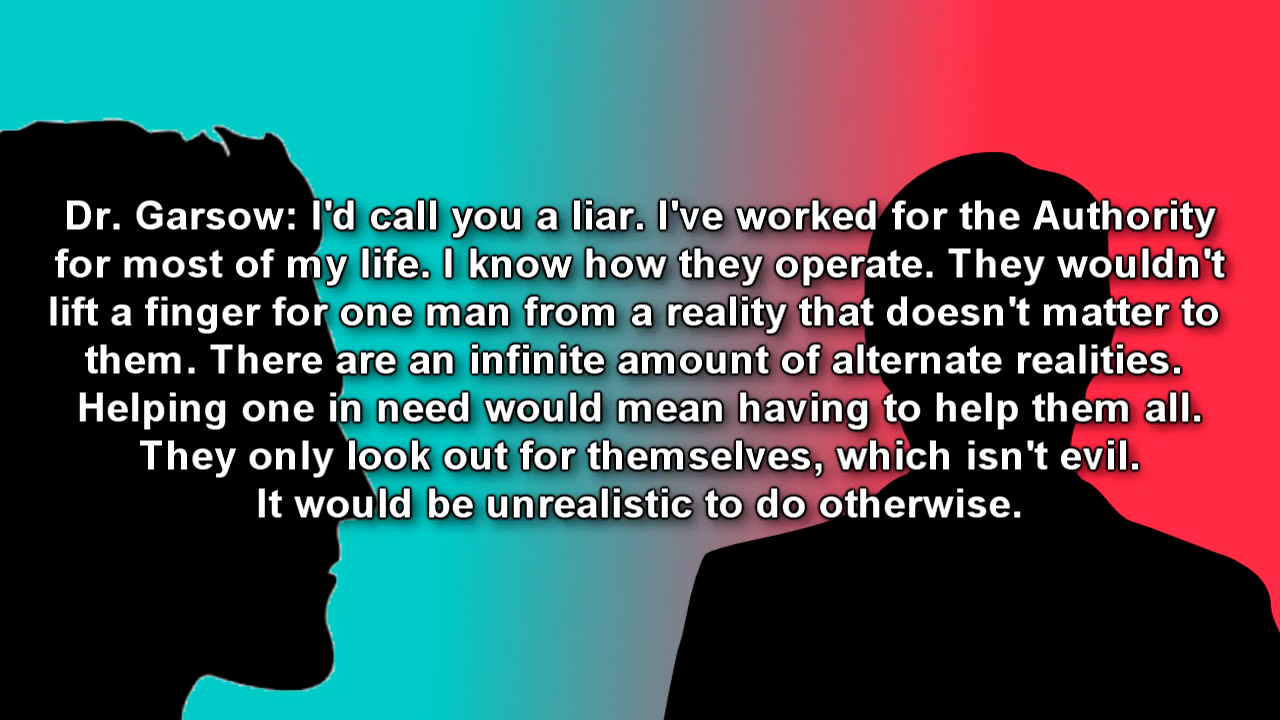 Dr. Garsow: I'd call you a liar. I've worked for the Authority
for most of my life. I know how they operate. They wouldn't
lift a finger for one man from a reality that doesn't matter to
them. There are an infinite amount of alternate realities.
Helping one in need would mean having to help them all.
They only look out for themselves, which isn't evil.
It would be unrealistic to do otherwise.